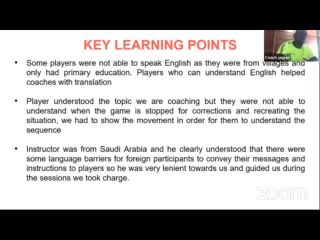 KEY LEARNING POINTS
• Some players were not able to speak English as they were from villages and
only had primary education. Players who can understand English helped
coaches with translation
• Player understood the topic we are coaching but they were not able to
understand when the game is stopped for corrections and recreating the
situation, we had to show the movement in order for them to understand the
sequence
• Instructor was from Saudi Arabia and he clearly understood that there were
some language barriers for foreign participants to convey their messages and
instructions to players so he was very lenient towards us and guided us during
the sessions we took charge.
zoom